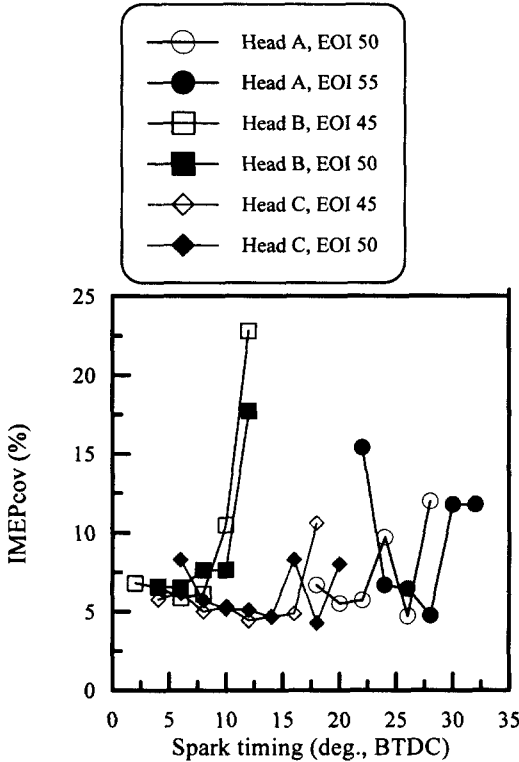 Head A, EOI 50
Head A, EOI 55
Head B, EOI 45
Head B, EOI 50
Head C, EOI 45
Head C, EOI 50
25
20
15
10
5
0
IMEPcov (%)
0 5 10 15 20 25 30 35
Spark timing (deg., BTDC)